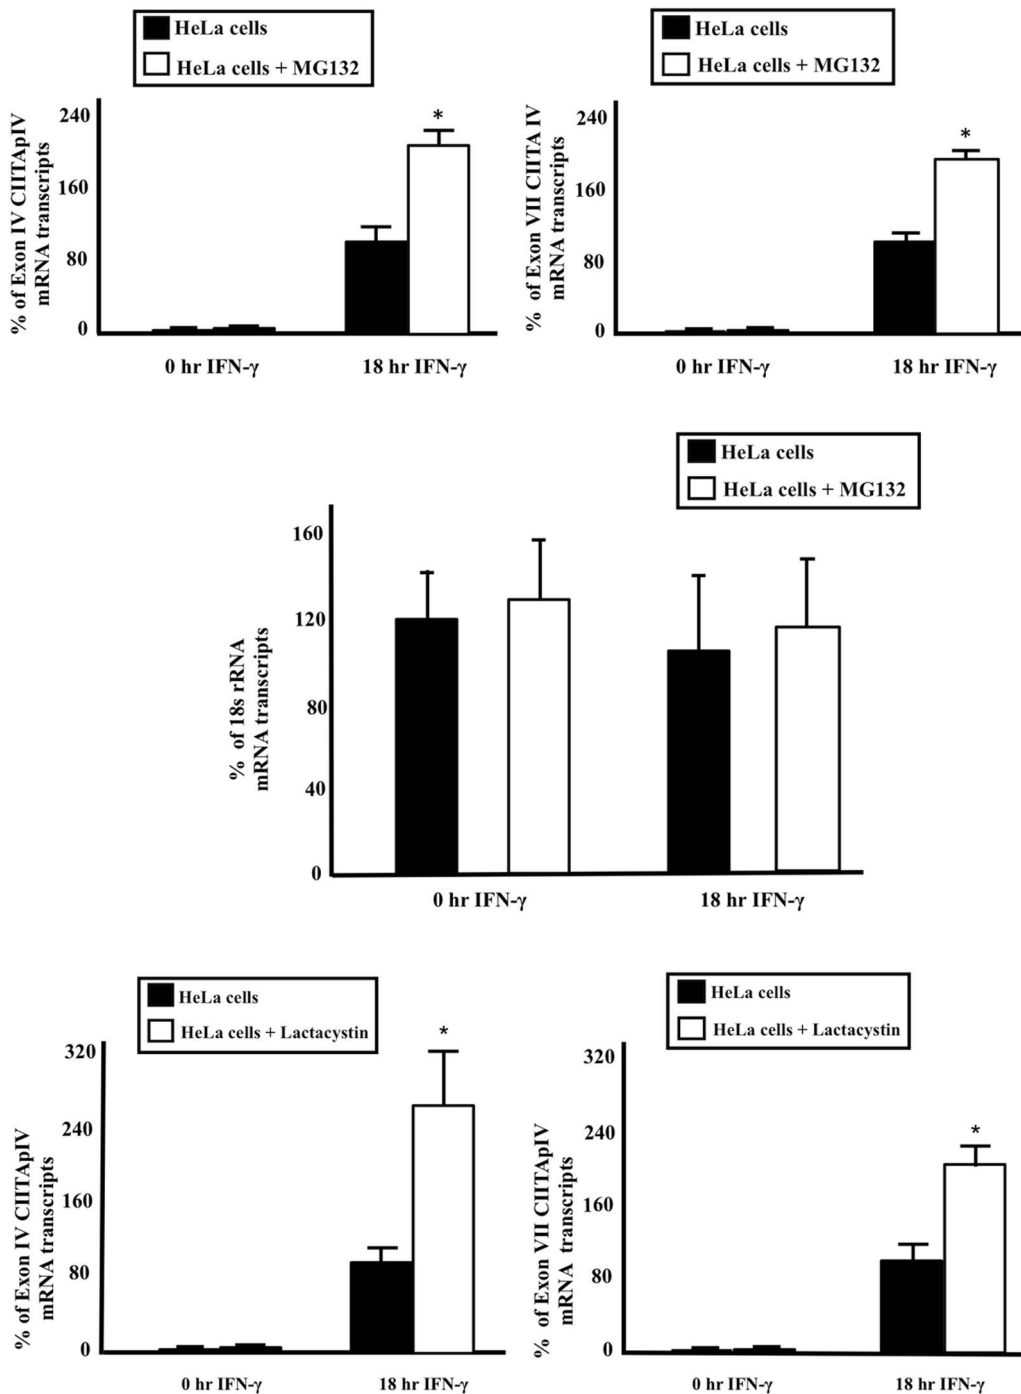 HeLa cells
HeLa cells + MG132
% of Exon IV CIITApIV
mRNA transcripts
240
160
80
0
*
0 hr IFN-γ
18 hr IFN-γ
HeLa cells
HeLa cells + MG132
% of Exon VII CIITA IV
mRNA transcripts
240
160
80
0
*
0 hr IFN-γ
18 hr IFN-γ
HeLa cells
HeLa cells + MG132
% of 18s rRNA
mRNA transcripts
160
120
80
40
0
0 hr IFN-γ
18 hr IFN-γ
HeLa cells
HeLa cells + Lactacystin
% of Exon IV CIITApIV
mRNA transcripts
320
240
160
80
0
*
0 hr IFN-γ
18 hr IFN-γ
HeLa cells
HeLa cells + Lactacystin
% of Exon VII CIITApIV
mRNA transcripts
320
240
160
80
0
*
0 hr IFN-γ
18 hr IFN-γ